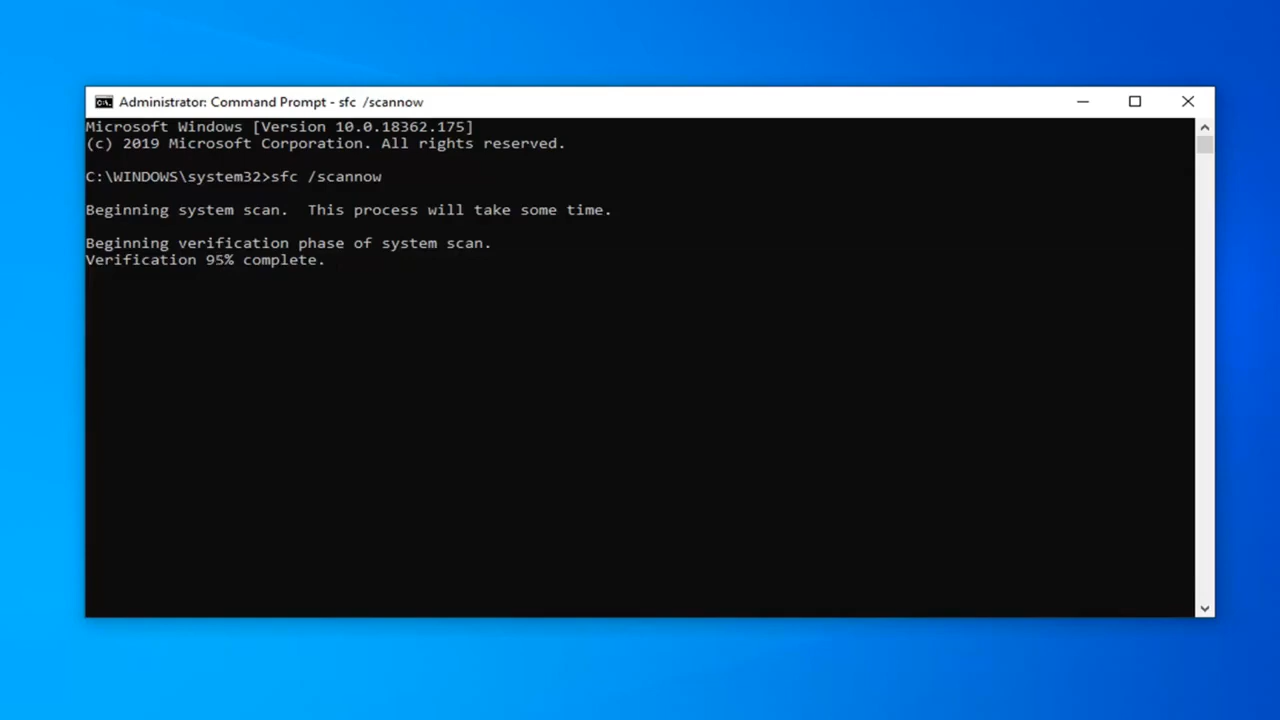 Administrator: Command Prompt - sfc  /scannow
Microsoft Windows [Version 10.0.18362.175]
(c) 2019 Microsoft Corporation. All rights reserved.
C:\WINDOWS\system32>sfc /scannow
Beginning system scan.  This process will take some time.
Beginning verification phase of system scan.
Verification 95% complete.